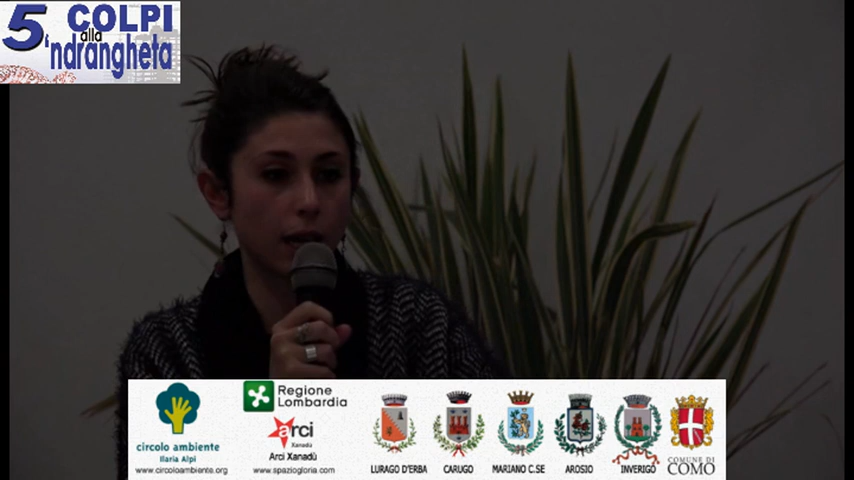 5 COLPI
alla
'ndrangheta
circolo ambiente
Ilaria Alpi
www.circoloambiente.org
Regione
Lombardia
arci
Xanadù
Arci Xanadù
www.spaziogloria.com
LURAGO D'ERBA
CARUGO
MARIANO C.SE
AROSIO
INVERIGO
COMUNE DI
COMO